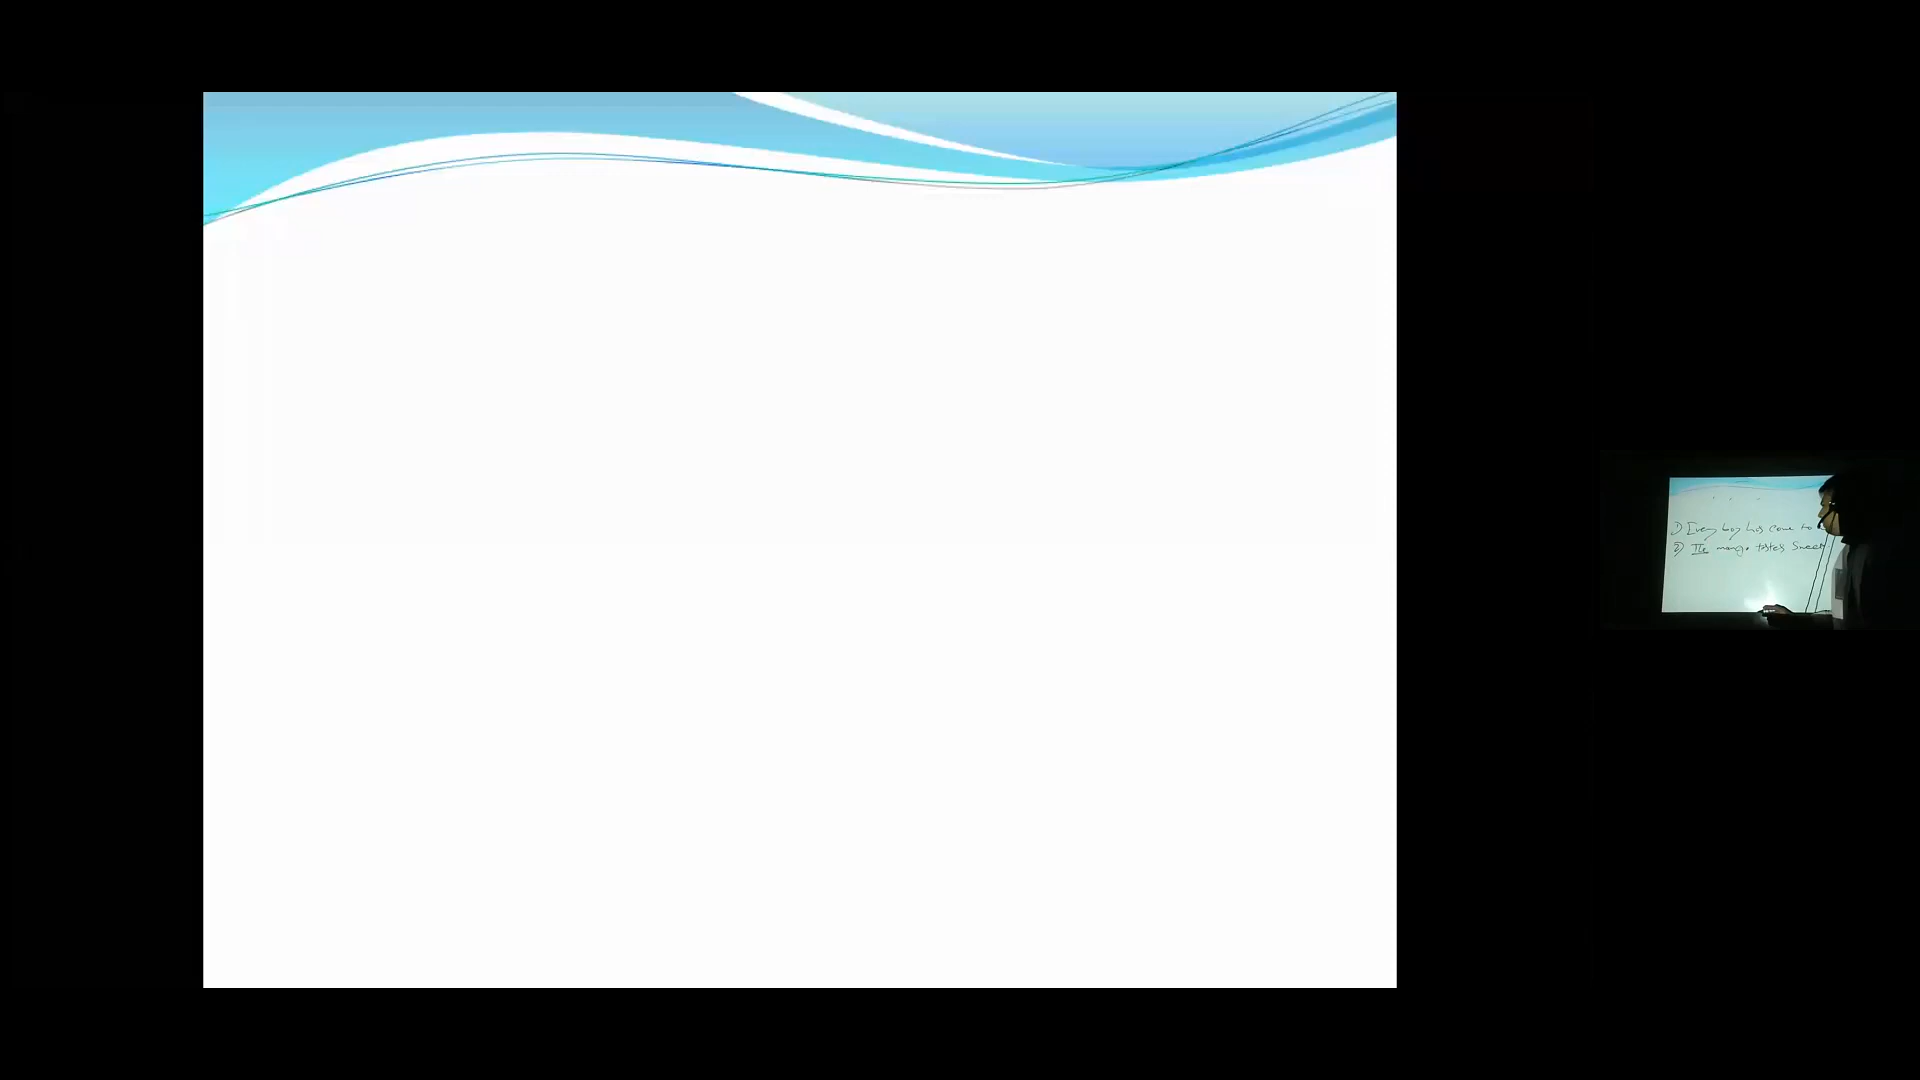 1) Every boy has come to
2) The mango tastes Sweet